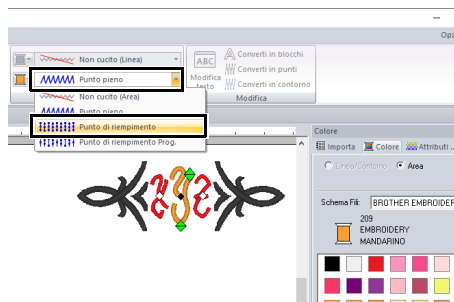 Opz
Non cucito (Linea)
Punto pieno
ABC
Modifica
testo
Converti in blocchi
Converti in punti
Converti in contorno
Modifica
Non cucito (Area)
Punto pieno
Punto di riempimento
Punto di riempimento Prog.
Colore
Importa
Colore
Attributi ..
Linea/Contorno
Area
Schema Fili:
BROTHER EMBROIDER
209
EMBROIDERY
MANDARINO